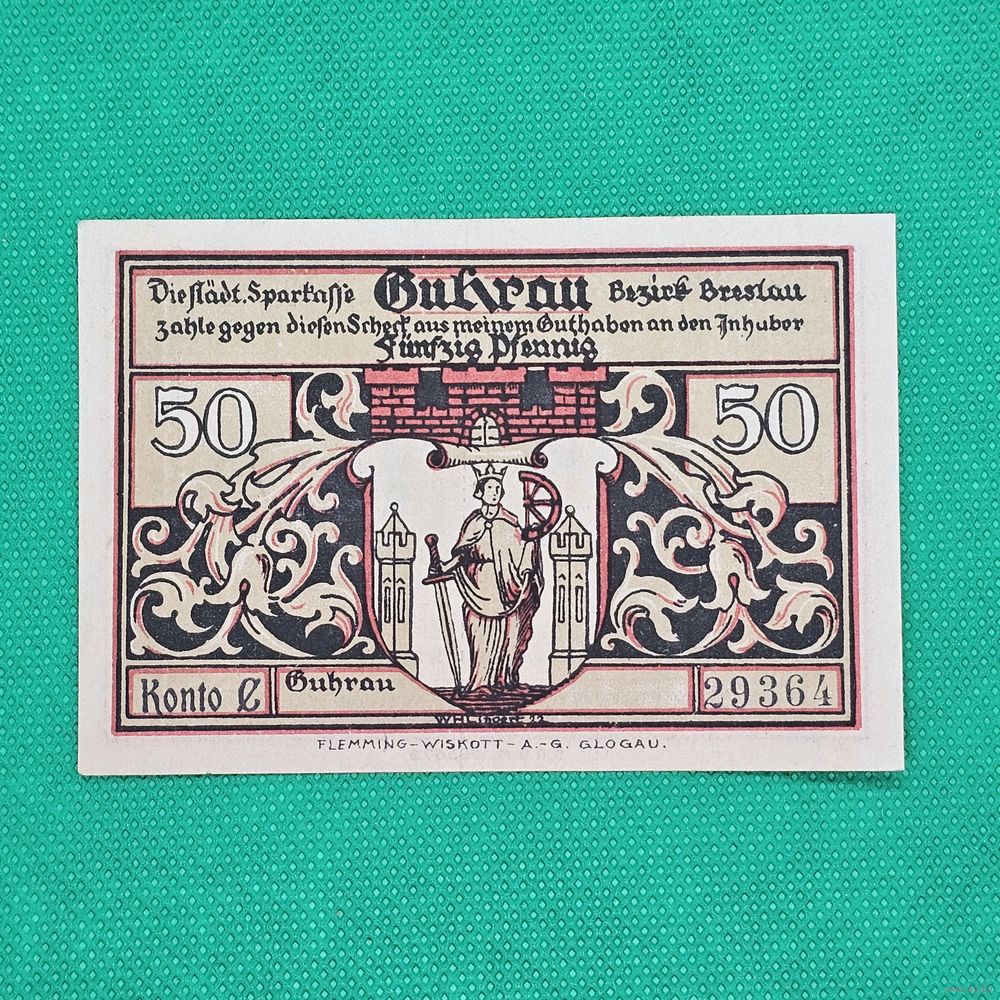 Die städt. Sparkasse Guhrau Bezirk Breslau
zahle gegen diesen Scheck aus meinem Guthaben an den Inhaber
Fünfzig Pfennig
50 50
Konto C Guhrau 29364
FLEMMING-WISKOTT-A.-G. GLOGAU.